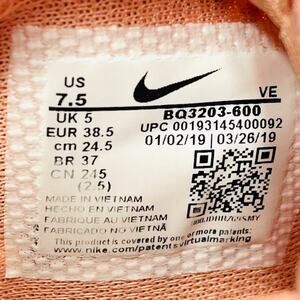 US
7.5
VE
UK 5
BQ3203-600
EUR 38.5
UPC 00193145400092
cm 24.5
01/02/19 | 03/26/19
BR 37
CN 245
(2.5)
MADE IN VIETNAM
HECHO EN VIETNAM
FABRIQUE AU VIETNAM
FABRICADO NO VIETNÃ
This product is covered by one or more patents
www.nike.com/patentsvirtualmarking